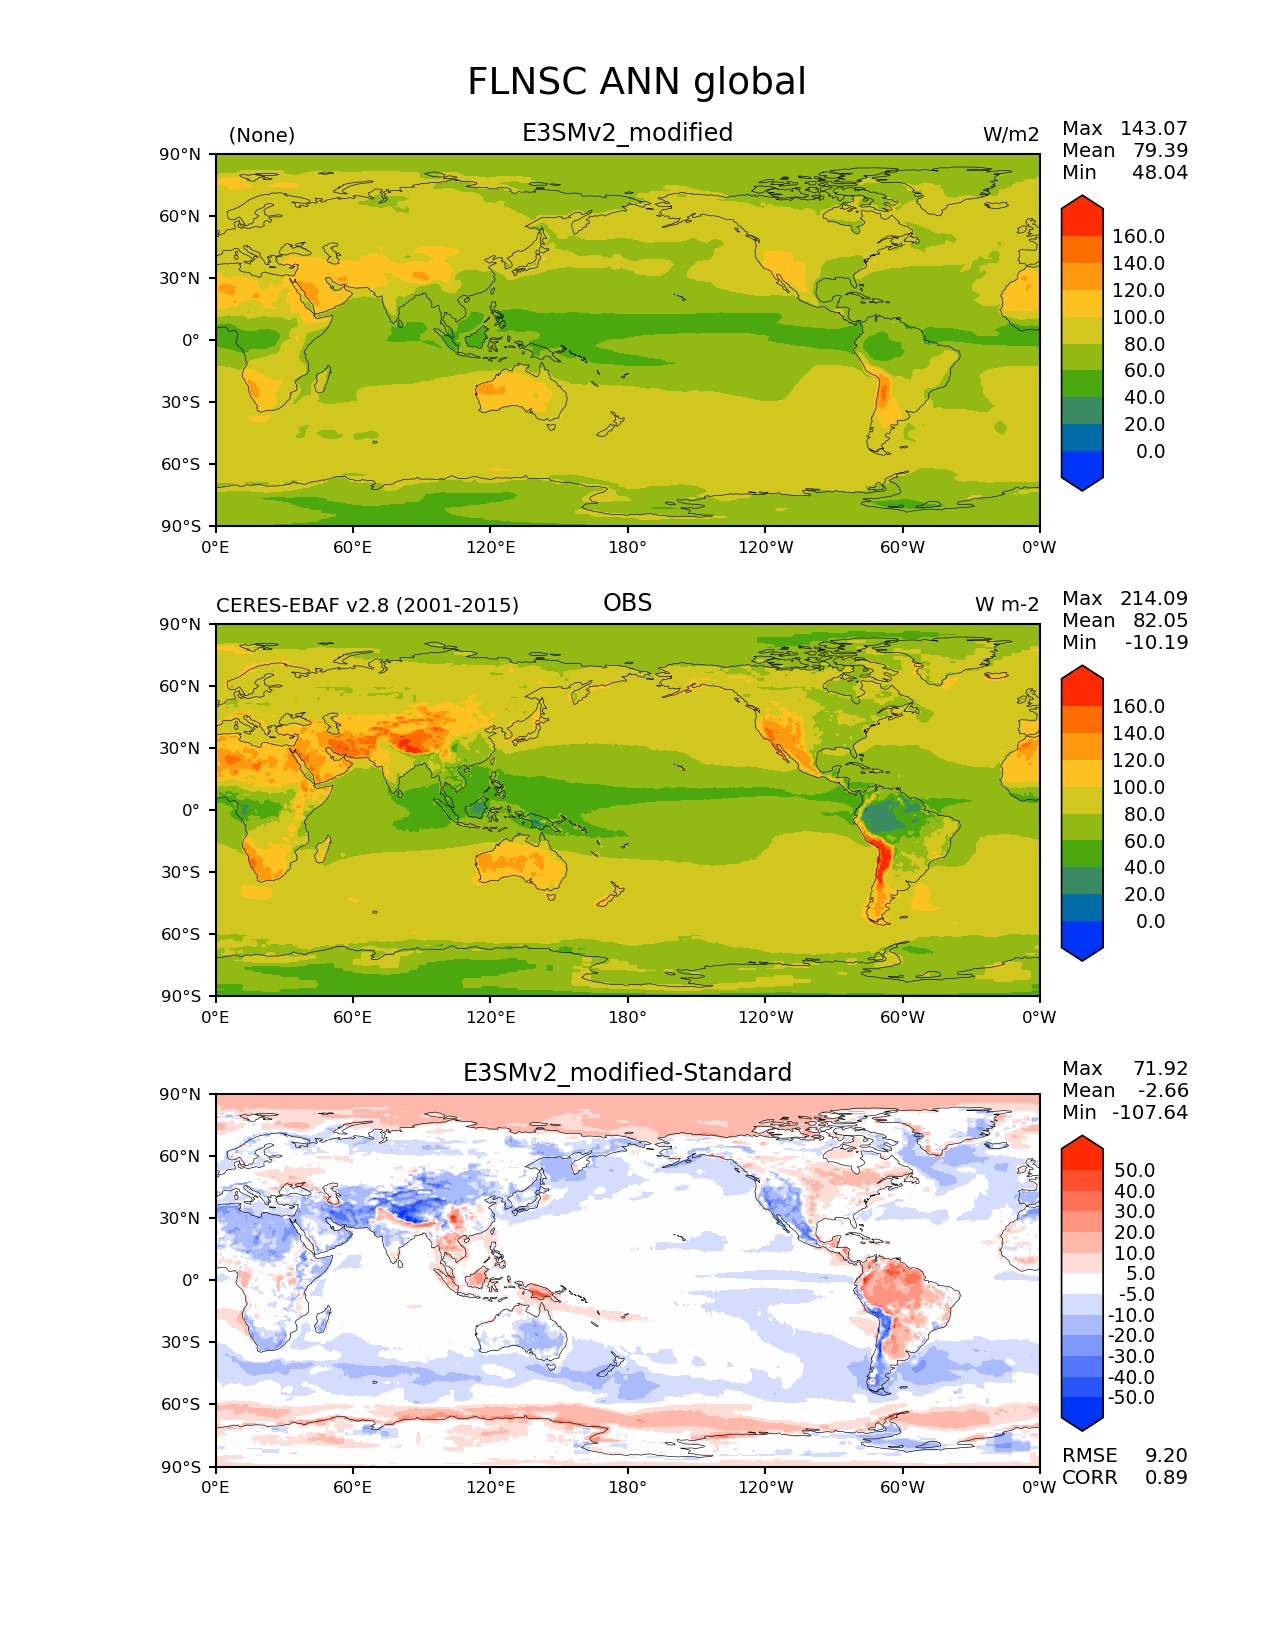 FLNSC ANN global
(None) E3SMv2_modified W/m2
Max 143.07
Mean 79.39
Min 48.04
90°N
60°N
30°N
0°
30°S
60°S
90°S
0°E 60°E 120°E 180° 120°W 60°W 0°W
160.0
140.0
120.0
100.0
80.0
60.0
40.0
20.0
0.0
CERES-EBAF v2.8 (2001-2015) OBS W m-2
Max 214.09
Mean 82.05
Min -10.19
90°N
60°N
30°N
0°
30°S
60°S
90°S
0°E 60°E 120°E 180° 120°W 60°W 0°W
160.0
140.0
120.0
100.0
80.0
60.0
40.0
20.0
0.0
E3SMv2_modified-Standard
Max 71.92
Mean -2.66
Min -107.64
90°N
60°N
30°N
0°
30°S
60°S
90°S
0°E 60°E 120°E 180° 120°W 60°W 0°W
50.0
40.0
30.0
20.0
10.0
5.0
-5.0
-10.0
-20.0
-30.0
-40.0
-50.0
RMSE 9.20
CORR 0.89